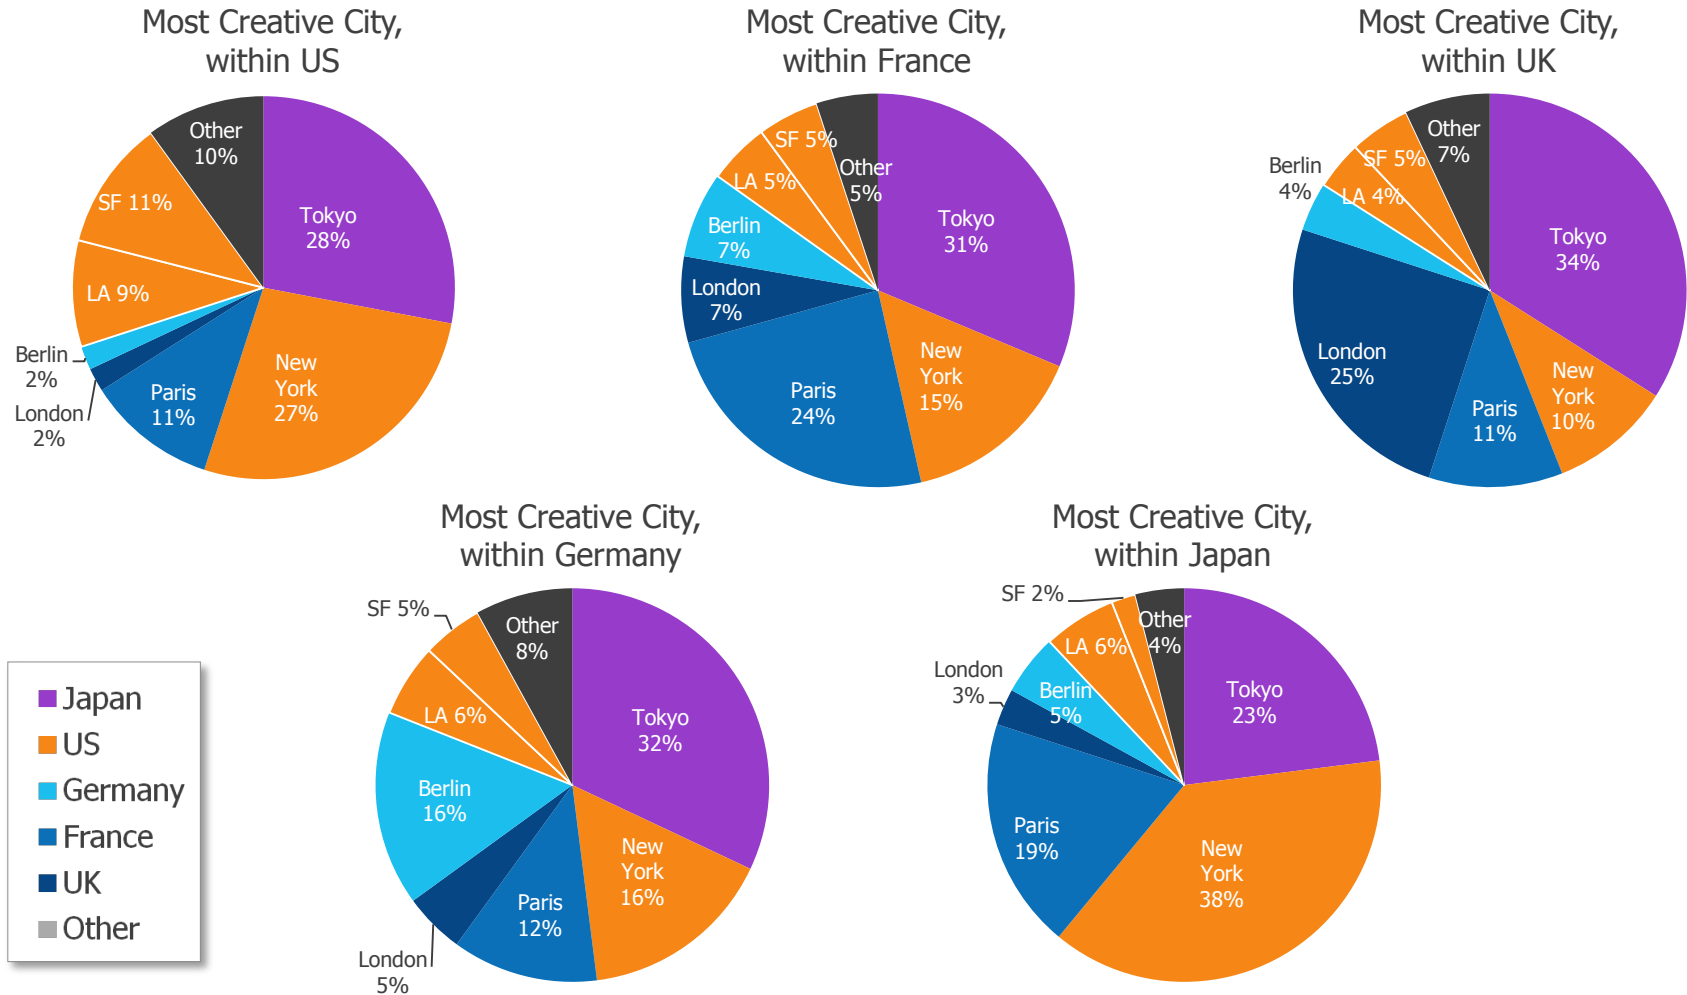 Most Creative City,
within US
Other
10%
SF 11%
Tokyo
28%
LA 9%
Berlin
2%
London
2%
Paris
11%
New
York
27%
Most Creative City,
within France
SF 5%
Other
5%
LA 5%
Tokyo
31%
Berlin
7%
London
7%
New
York
15%
Paris
24%
Most Creative City,
within UK
Other
7%
SF 5%
Berlin
4%
LA 4%
Tokyo
34%
London
25%
New
York
10%
Paris
11%
Most Creative City,
within Germany
SF 5%
Other
8%
LA 6%
Tokyo
32%
Berlin
16%
New
York
16%
Paris
12%
London
5%
Most Creative City,
within Japan
SF 2%
Other
4%
LA 6%
London
3%
Berlin
5%
Tokyo
23%
Paris
19%
New
York
38%
Japan
US
Germany
France
UK
Other